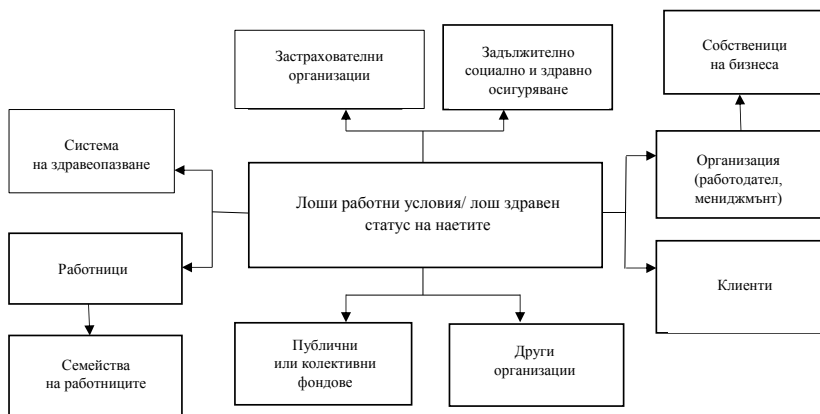 Застрахователни
организации
Задължително
социално и здравно
осигуряване
Собственици
на бизнеса
Система
на здравеопазване
Организация
(работодател,
мениджмънт)
Лоши работни условия/ лош здравен
статус на наетите
Работници
Клиенти
Семейства
на работниците
Публични
или колективни
фондове
Други
организации